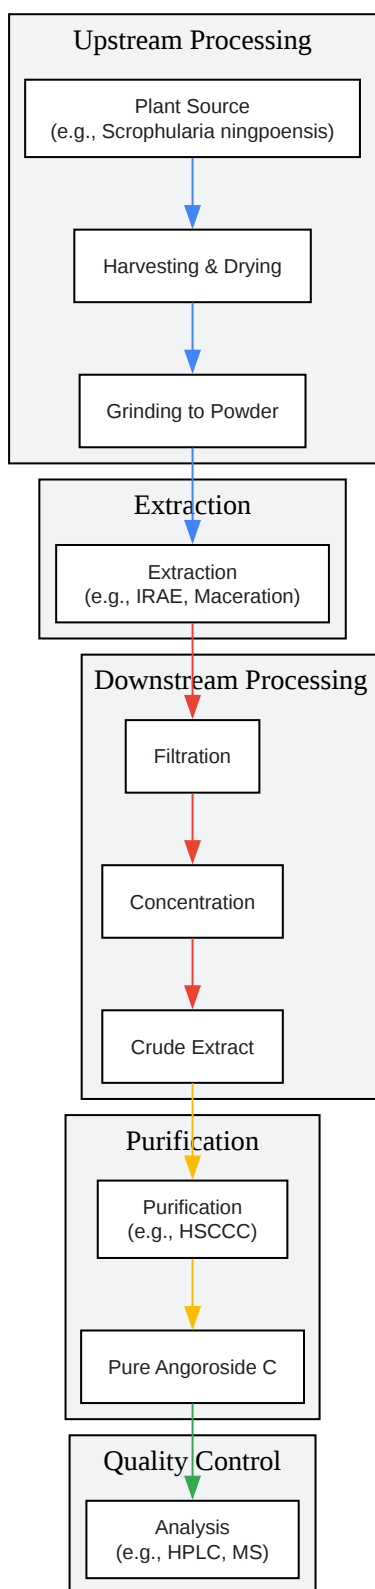 Upstream Processing
Plant Source
(e.g., Scrophularia ningpoensis)
Harvesting & Drying
Grinding to Powder
Extraction
Extraction
(e.g., IRAE, Maceration)
Downstream Processing
Filtration
Concentration
Crude Extract
Purification
Purification
(e.g., HSCCC)
Pure Angoroside C
Quality Control
Analysis
(e.g., HPLC, MS)